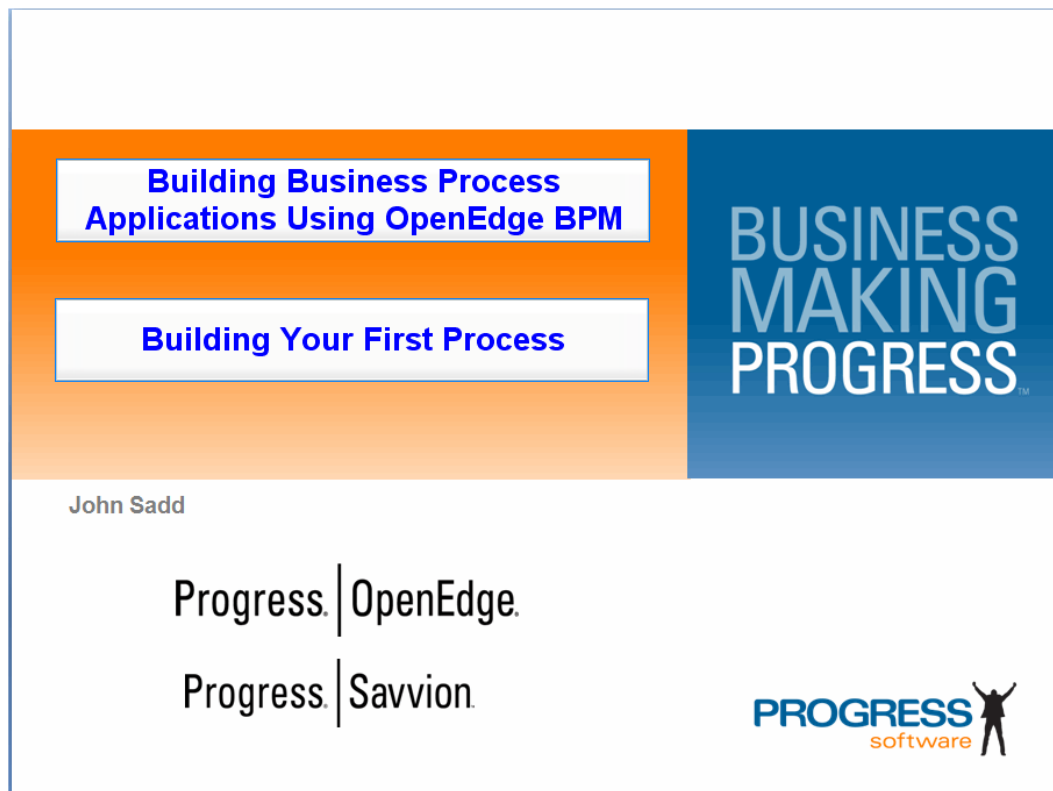 Building Business Process
Applications Using OpenEdge BPM
Building Your First Process
BUSINESS
MAKING
PROGRESS™
John Sadd
Progress. | OpenEdge.
Progress. | Savvion.
PROGRESS
software